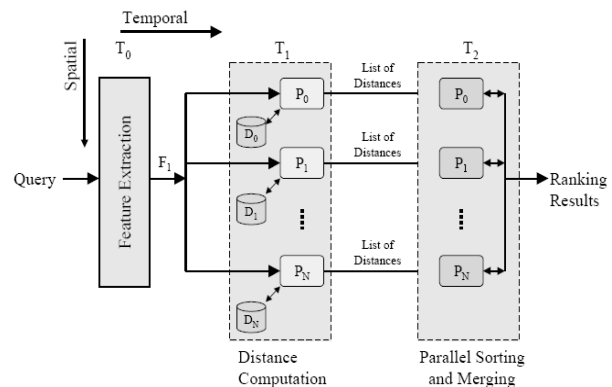 Temporal
Spatial
T0
T1
T2
Query
Feature Extraction
F1
P0
D0
List of
Distances
P0
P1
D1
List of
Distances
P1
PN
DN
List of
Distances
PN
Ranking
Results
Distance
Computation
Parallel Sorting
and Merging